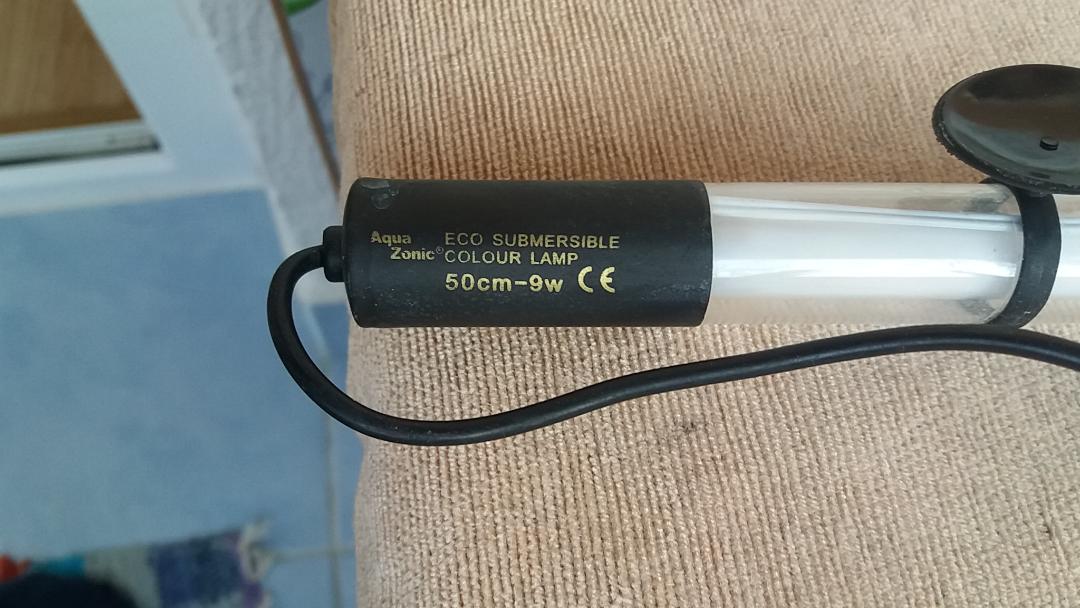 Aqua
Zonic®
ECO SUBMERSIBLE
COLOUR LAMP
50cm-9w CE